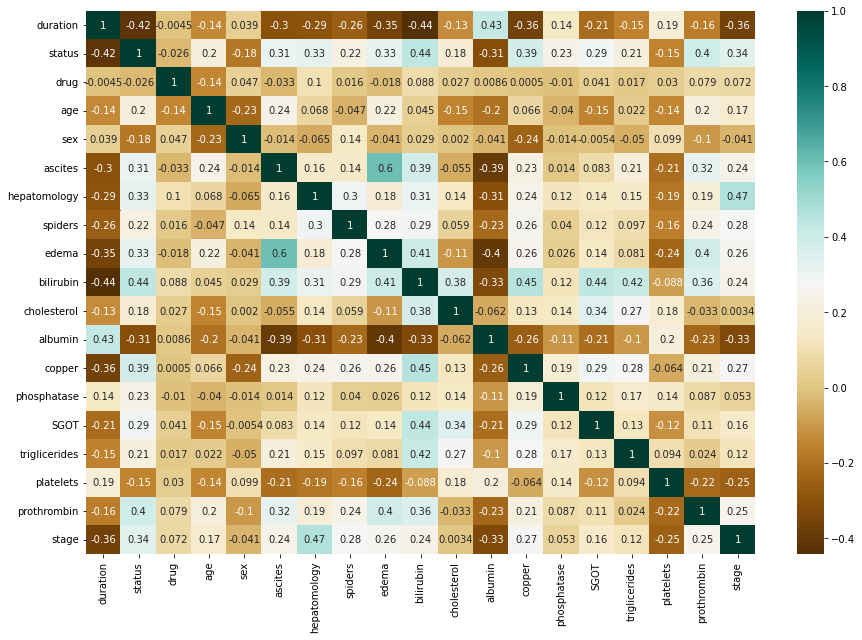 duration 1 -0.42 -0.0045 -0.14 0.039 -0.3 -0.29 -0.26 -0.35 -0.44 -0.13 0.43 -0.36 0.14 -0.21 -0.15 0.19 -0.16 -0.36
status -0.42 1 -0.026 0.2 -0.18 0.31 0.33 0.22 0.33 0.44 0.18 -0.31 0.39 0.23 0.29 0.21 -0.15 0.4 0.34
drug -0.0045 -0.026 1 -0.14 0.047 -0.033 0.1 0.016 -0.018 0.088 0.027 0.0086 0.0005 -0.01 0.041 0.017 0.03 0.079 0.072
age -0.14 0.2 -0.14 1 -0.23 0.24 0.068 -0.047 0.22 0.045 -0.15 -0.2 0.066 -0.04 -0.15 0.022 -0.14 0.2 0.17
sex 0.039 -0.18 0.047 -0.23 1 -0.014 -0.065 0.14 -0.041 0.029 0.002 -0.041 -0.24 -0.014 -0.0054 -0.05 0.099 -0.1 -0.041
ascites -0.3 0.31 -0.033 0.24 -0.014 1 0.16 0.14 0.6 0.39 -0.055 -0.39 0.23 0.014 0.083 0.21 -0.21 0.32 0.24
hepatomology -0.29 0.33 0.1 0.068 -0.065 0.16 1 0.3 0.18 0.31 0.14 -0.31 0.24 0.12 0.14 0.15 -0.19 0.19 0.47
spiders -0.26 0.22 0.016 -0.047 0.14 0.14 0.3 1 0.28 0.29 0.059 -0.23 0.26 0.04 0.12 0.097 -0.16 0.24 0.28
edema -0.35 0.33 -0.018 0.22 -0.041 0.6 0.18 0.28 1 0.41 -0.11 -0.4 0.26 0.026 0.14 0.081 -0.24 0.4 0.26
bilirubin -0.44 0.44 0.088 0.045 0.029 0.39 0.31 0.29 0.41 1 0.38 -0.33 0.45 0.12 0.44 0.42 -0.088 0.36 0.24
cholesterol -0.13 0.18 0.027 -0.15 0.002 -0.055 0.14 0.059 -0.11 0.38 1 -0.062 0.13 0.14 0.34 0.27 0.18 -0.033 0.0034
albumin 0.43 -0.31 0.0086 -0.2 -0.041 -0.39 -0.31 -0.23 -0.4 -0.33 -0.062 1 -0.26 -0.11 -0.21 -0.1 0.2 -0.23 -0.33
copper -0.36 0.39 0.0005 0.066 -0.24 0.23 0.24 0.26 0.26 0.45 0.13 -0.26 1 0.19 0.29 0.28 -0.064 0.21 0.27
phosphatase 0.14 0.23 -0.01 -0.04 -0.014 0.014 0.12 0.04 0.026 0.12 0.14 -0.11 0.19 1 0.12 0.17 0.14 0.087 0.053
SGOT -0.21 0.29 0.041 -0.15 -0.0054 0.083 0.14 0.12 0.14 0.44 0.34 -0.21 0.29 0.12 1 0.13 -0.12 0.11 0.16
triglicerides -0.15 0.21 0.017 0.022 -0.05 0.21 0.15 0.097 0.081 0.42 0.27 -0.1 0.28 0.17 0.13 1 0.094 0.024 0.12
platelets 0.19 -0.15 0.03 -0.14 0.099 -0.21 -0.19 -0.16 -0.24 -0.088 0.18 0.2 -0.064 0.14 -0.12 0.094 1 -0.22 -0.25
prothrombin -0.16 0.4 0.079 0.2 -0.1 0.32 0.19 0.24 0.4 0.36 -0.033 -0.23 0.21 0.087 0.11 0.024 -0.22 1 0.25
stage -0.36 0.34 0.072 0.17 -0.041 0.24 0.47 0.28 0.26 0.24 0.0034 -0.33 0.27 0.053 0.16 0.12 -0.25 0.25 1
duration status drug age sex ascites hepatomology spiders edema bilirubin cholesterol albumin copper phosphatase SGOT triglicerides platelets prothrombin stage
1.0
0.8
0.6
0.4
0.2
0.0
−0.2
−0.4